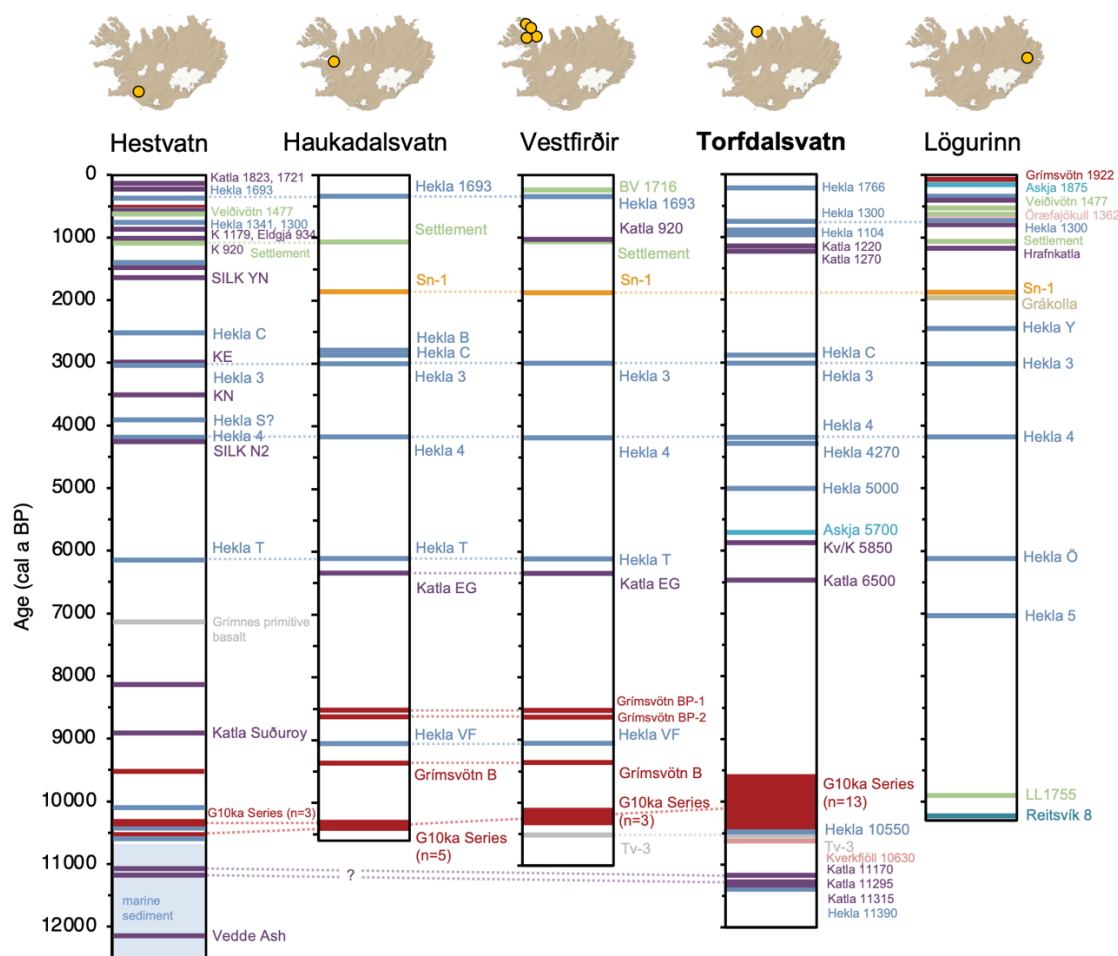 Hestvatn
Haukadalsvatn
Vestfirðir
Torfdalsvatn
Lögurinn
Age (cal a BP)
0
1000
2000
3000
4000
5000
6000
7000
8000
9000
10000
11000
12000
Katla 1823, 1721
Hekla 1693
Veiðivötn 1477
Hekla 1341, 1300
K 1179, Eldgjá 934
K 920
Settlement
SILK YN
Hekla C
KE
Hekla 3
KN
Hekla S?
Hekla 4
SILK N2
Hekla T
Grímnes primitive
basalt
Katla Suðuroy
G10ka Series (n=3)
marine
sediment
Vedde Ash
?
Hekla 1693
Settlement
Sn-1
Hekla B
Hekla C
Hekla 3
Hekla 4
Hekla T
Katla EG
Hekla VF
Grímsvötn B
G10ka Series
(n=5)
BV 1716
Hekla 1693
Katla 920
Settlement
Sn-1
Hekla 3
Hekla 4
Hekla T
Katla EG
Grímsvötn BP-1
Grímsvötn BP-2
Hekla VF
Grímsvötn B
G10ka Series
(n=3)
Tv-3
Hekla 1766
Hekla 1300
Hekla 1104
Katla 1220
Katla 1270
Hekla C
Hekla 3
Hekla 4
Hekla 4270
Hekla 5000
Askja 5700
Kv/K 5850
Katla 6500
G10ka Series
(n=13)
Hekla 10550
Tv-3
Kverkfjöll 10630
Katla 11170
Katla 11295
Katla 11315
Hekla 11390
Grímsvötn 1922
Askja 1875
Veiðivötn 1477
Öræfajökull 1362
Hekla 1300
Settlement
Hrafnkatla
Sn-1
Grákolla
Hekla Y
Hekla 3
Hekla 4
Hekla Ö
Hekla 5
LL1755
Reitsvík 8